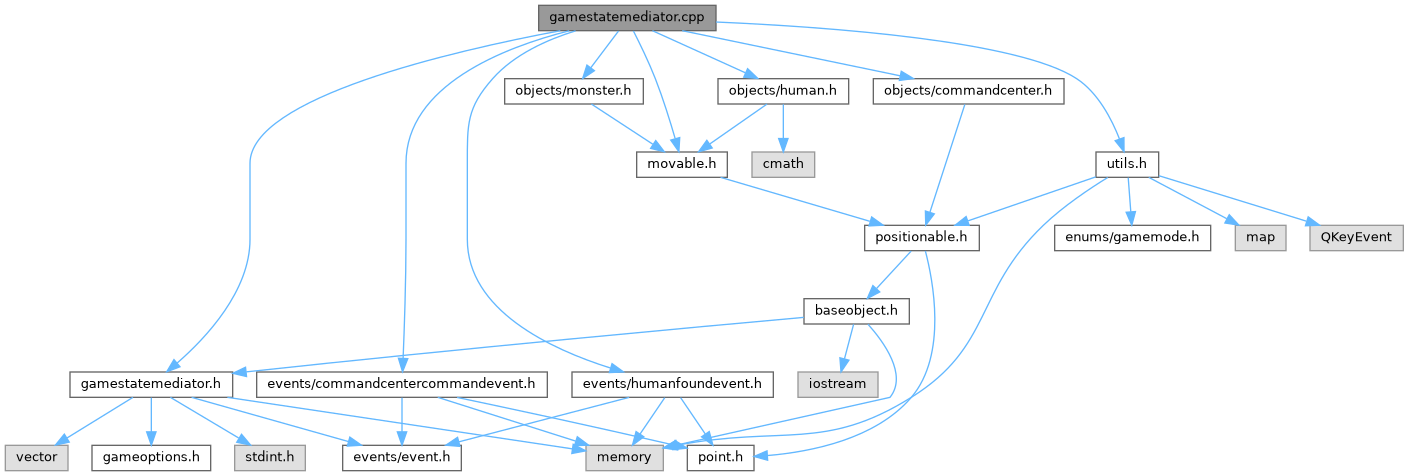 gamestatemediator.cpp
objects/monster.h
objects/human.h
objects/commandcenter.h
movable.h
cmath
utils.h
positionable.h
enums/gamemode.h
map
QKeyEvent
baseobject.h
gamestatemediator.h
events/commandcentercommandevent.h
events/humanfoundevent.h
iostream
vector
gameoptions.h
stdint.h
events/event.h
memory
point.h